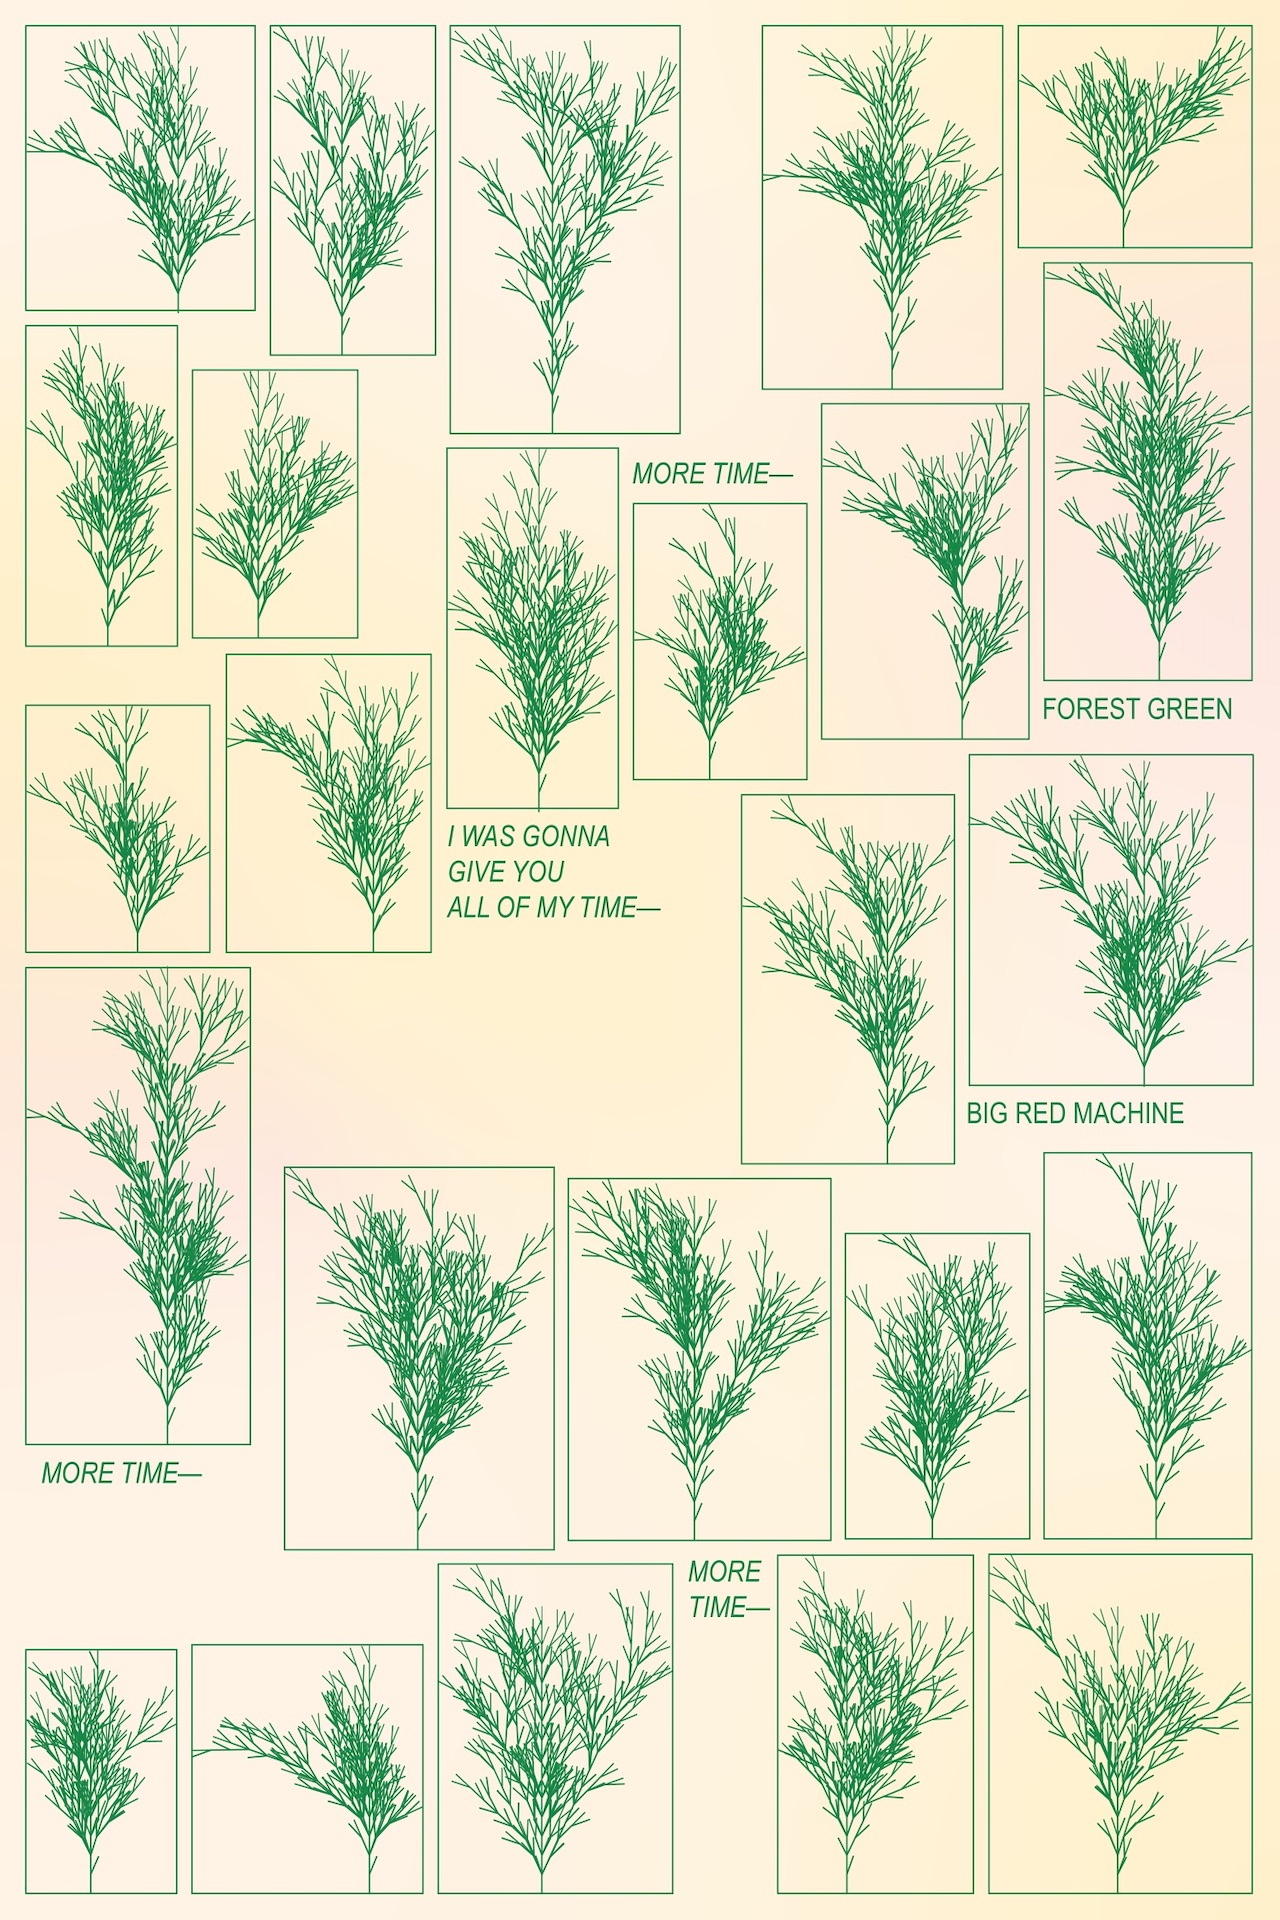 MORE TIME—
FOREST GREEN
I WAS GONNA
GIVE YOU
ALL OF MY TIME—
BIG RED MACHINE
MORE TIME—
MORE
TIME—